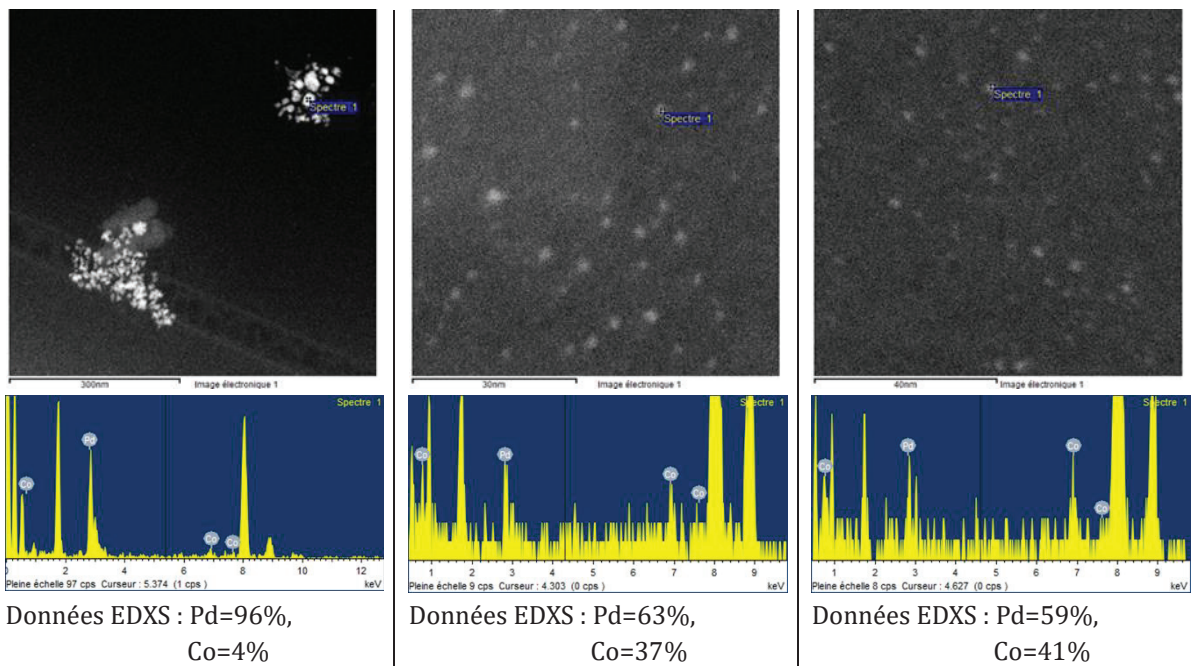 Spectre 1
300nm
Image électronique 1
Spectre 1
Co
Pd
Co
Co
2
4
6
8
10
12
Pleine échelle 97 cps Curseur : 5.374 (1 cps )
keV
Données EDXS : Pd=96%,
Co=4%
Spectre 1
30nm
Image électronique 1
Spectre 1
Co
Pd
Co
Co
1
2
3
4
5
6
7
8
9
Pleine échelle 9 cps Curseur : 4.303 (0 cps )
keV
Données EDXS : Pd=63%,
Co=37%
Spectre 1
40nm
Image électronique 1
Spectre 1
Co
Pd
Co
Co
1
2
3
4
5
6
7
8
9
Pleine échelle 8 cps Curseur : 4.627 (0 cps )
keV
Données EDXS : Pd=59%,
Co=41%